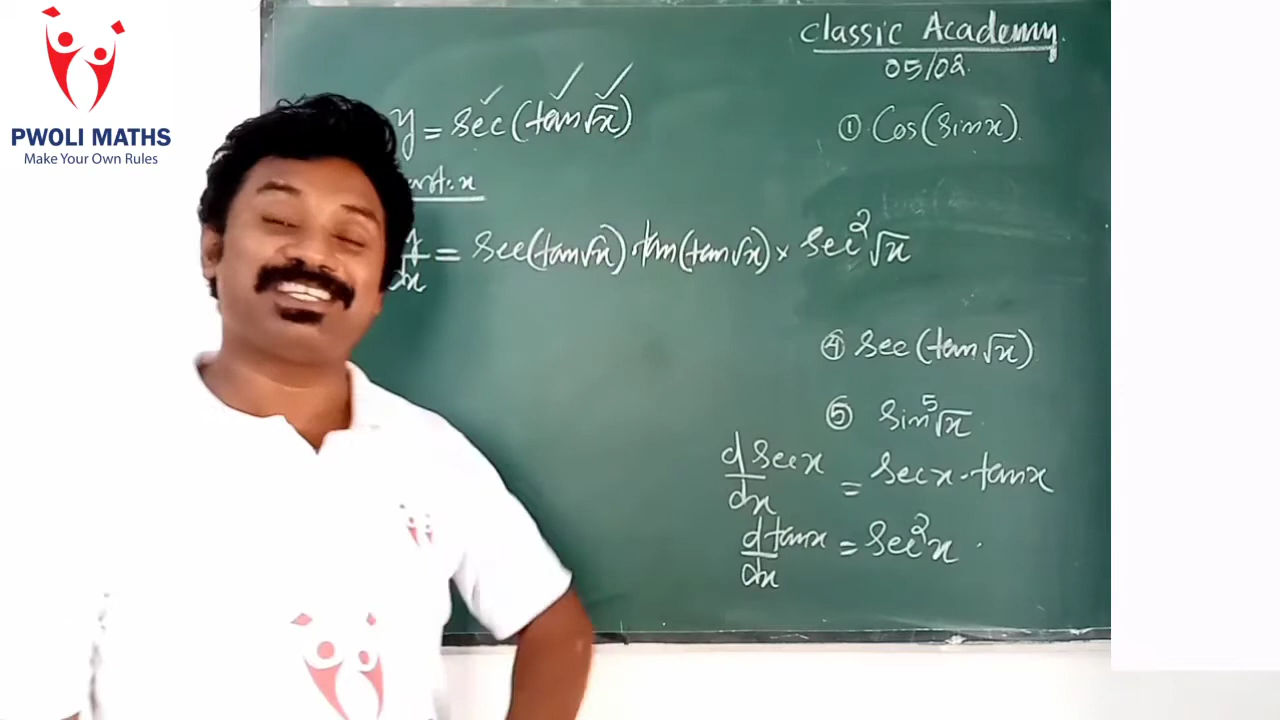 PWOLI MATHS
Make Your Own Rules
classic Academy.
05/02.
y = sec (tan√x)
① Cos(sinx).
w.r.t. x
dx = sec(tan√x) . tan(tan√x) × sec²√x
④ sec (tan√x)
⑤ sin⁵√x
d secx
dx = secx . tanx
d tanx
dx = sec²x .